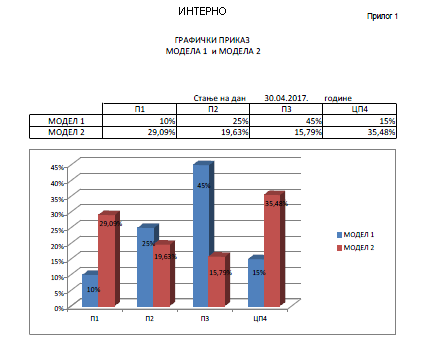 ИНТЕРНО
Прилог 1
ГРАФИЧКИ ПРИКАЗ
МОДЕЛА 1 и МОДЕЛА 2
Стање на дан 30.04.2017. године
П1 П2 П3 ЦП4
МОДЕЛ 1 10% 25% 45% 15%
МОДЕЛ 2 29,09% 19,63% 15,79% 35,48%
45%
40%
35%
30%
25%
20%
15%
10%
5%
0%
10%
29,09%
25%
19,63%
45%
15,79%
15%
35,48%
П1 П2 П3 ЦП4
МОДЕЛ 1
МОДЕЛ 2